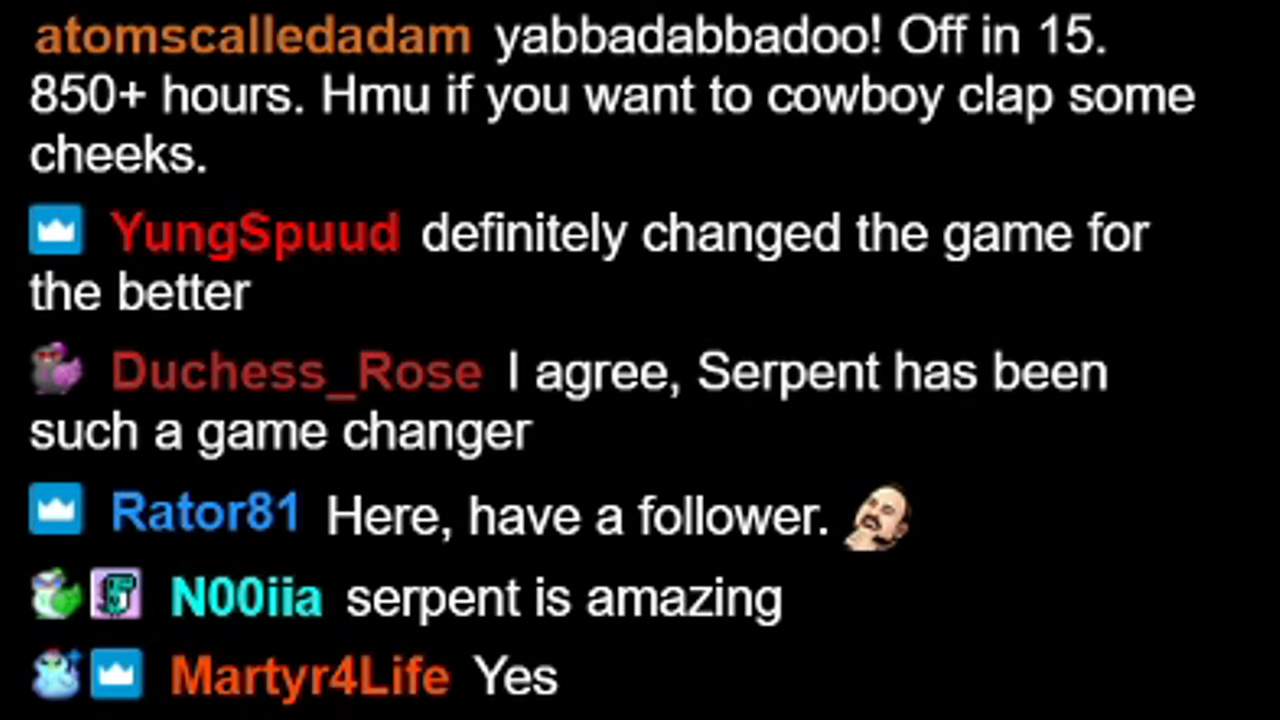 atomscalledadam yabbadabbadoo! Off in 15.
850+ hours. Hmu if you want to cowboy clap some
cheeks.
YungSpuud definitely changed the game for
the better
Duchess_Rose I agree, Serpent has been
such a game changer
Rator81 Here, have a follower.
N00iia serpent is amazing
Martyr4Life Yes